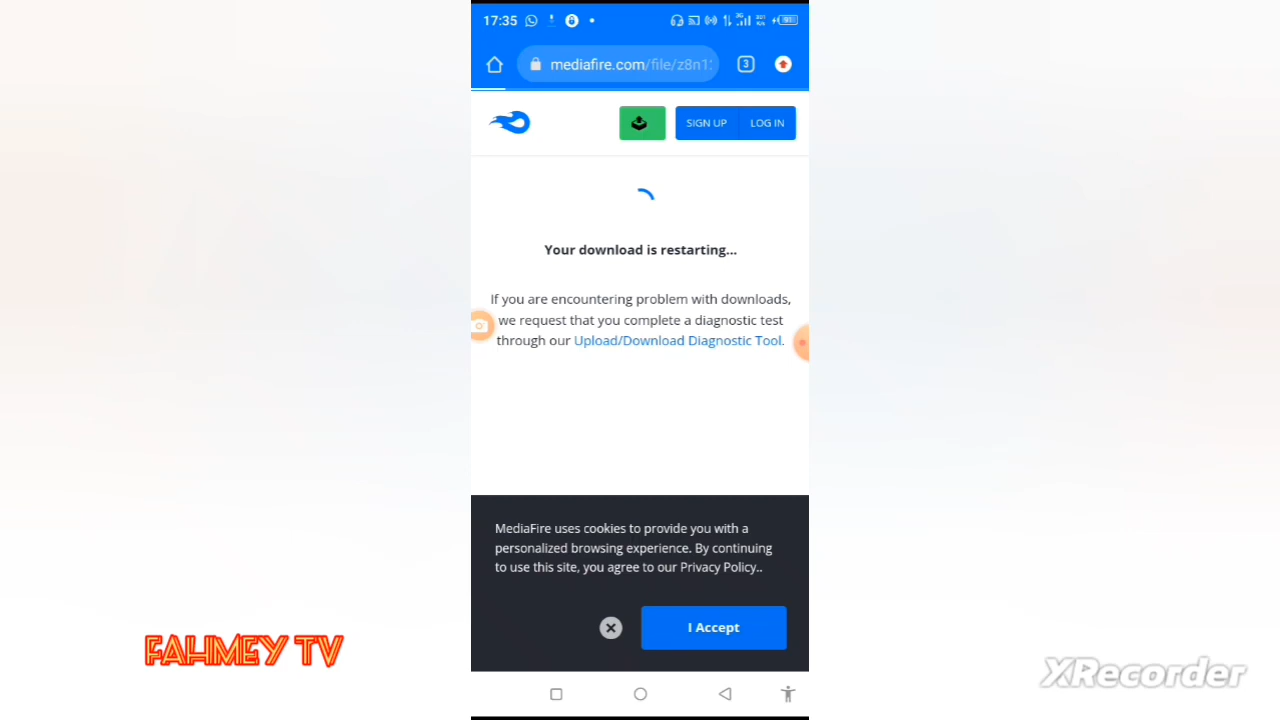 17:35
mediafire.com/file/z8n1
3
SIGN UP
LOG IN
Your download is restarting...
If you are encountering problem with downloads,
we request that you complete a diagnostic test
through our Upload/Download Diagnostic Tool.
MediaFire uses cookies to provide you with a
personalized browsing experience. By continuing
to use this site, you agree to our Privacy Policy..
I Accept
FAHMEY TV
XRecorder